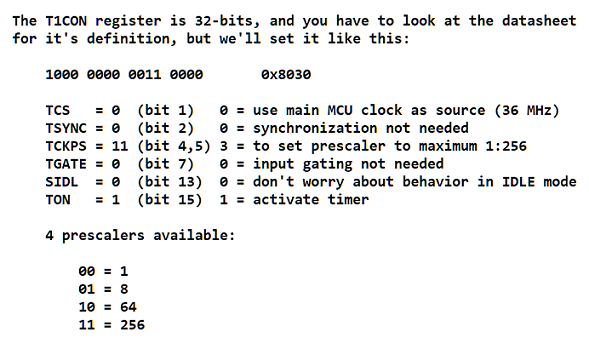 The T1CON register is 32-bits, and you have to look at the datasheet
for it's definition, but we'll set it like this:
1000 0000 0011 0000 0x8030
TCS = 0 (bit 1) 0 = use main MCU clock as source (36 MHz)
TSYNC = 0 (bit 2) 0 = synchronization not needed
TCKPS = 11 (bit 4,5) 3 = to set prescaler to maximum 1:256
TGATE = 0 (bit 7) 0 = input gating not needed
SIDL = 0 (bit 13) 0 = don't worry about behavior in IDLE mode
TON = 1 (bit 15) 1 = activate timer
4 prescalers available:
00 = 1
01 = 8
10 = 64
11 = 256